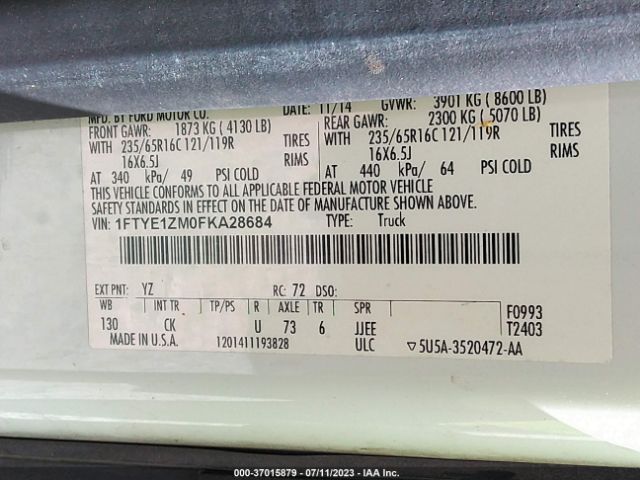 MFD. BY FORD MOTOR CO. DATE: 11/14 GVWR: 3901 KG ( 8600 LB)
FRONT GAWR: 1873 KG ( 4130 LB) REAR GAWR: 2300 KG ( 5070 LB)
WITH 235/65R16C 121/119R TIRES WITH 235/65R16C 121/119R TIRES
16X6.5J RIMS 16X6.5J RIMS
AT 340 kPa/ 49 PSI COLD AT 440 kPa/ 64 PSI COLD
THIS VEHICLE CONFORMS TO ALL APPLICABLE FEDERAL MOTOR VEHICLE
SAFETY STANDARDS IN EFFECT ON THE DATE OF MANUFACTURE SHOWN ABOVE.
VIN: 1FTYE1ZM0FKA28684 TYPE: Truck
EXT PNT: YZ RC: 72 DSO:
WB INT TR TP/PS R AXLE TR SPR F0993
130 CK U 73 6 JJEE T2403
MADE IN U.S.A. 1201411193828 ULC ▽5U5A-3520472-AA
000-37015879 - 07/11/2023 - IAA Inc.